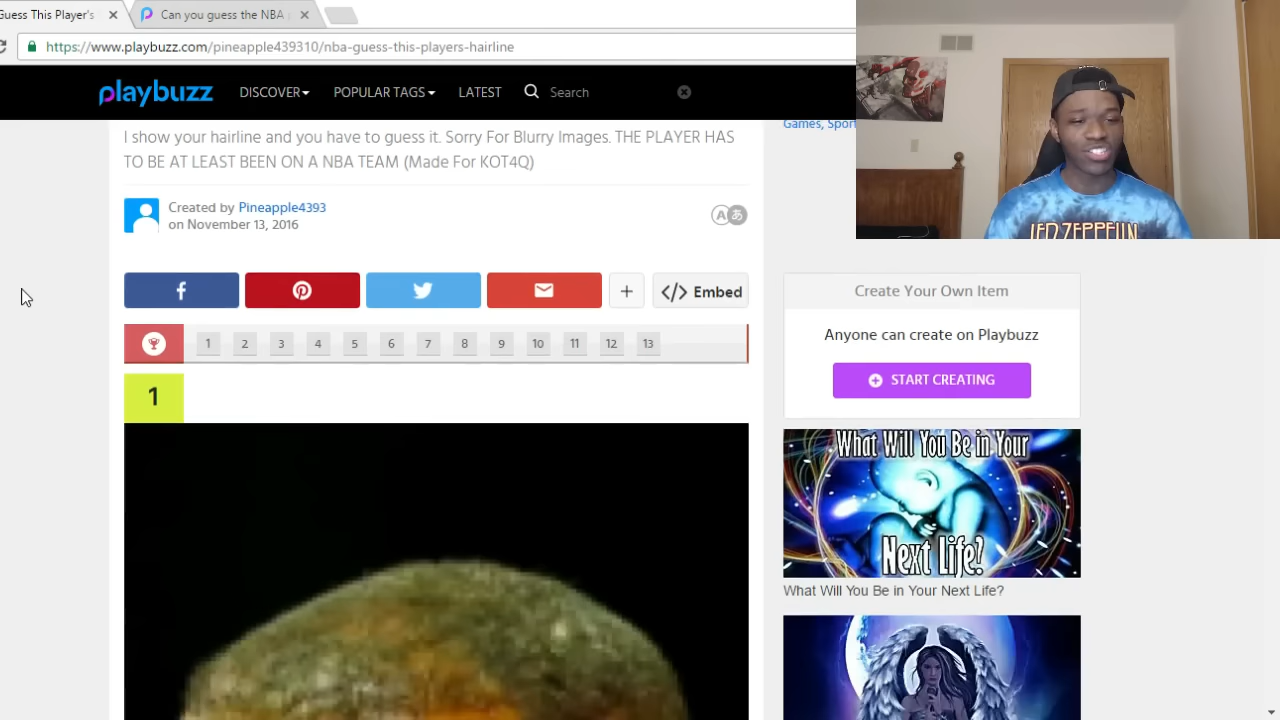 Guess This Player's
Can you guess the NBA
https://www.playbuzz.com/pineapple439310/nba-guess-this-players-hairline
playbuzz DISCOVER POPULAR TAGS LATEST Search
I show your hairline and you have to guess it. Sorry For Blurry Images. THE PLAYER HAS
TO BE AT LEAST BEEN ON A NBA TEAM (Made For KOT4Q)
Games, Sport
Created by Pineapple4393
on November 13, 2016
A あ
LED ZEPPELIN
+ </> Embed
1 2 3 4 5 6 7 8 9 10 11 12 13
1
Create Your Own Item
Anyone can create on Playbuzz
START CREATING
What Will You Be in Your
Next Life?
What Will You Be in Your Next Life?